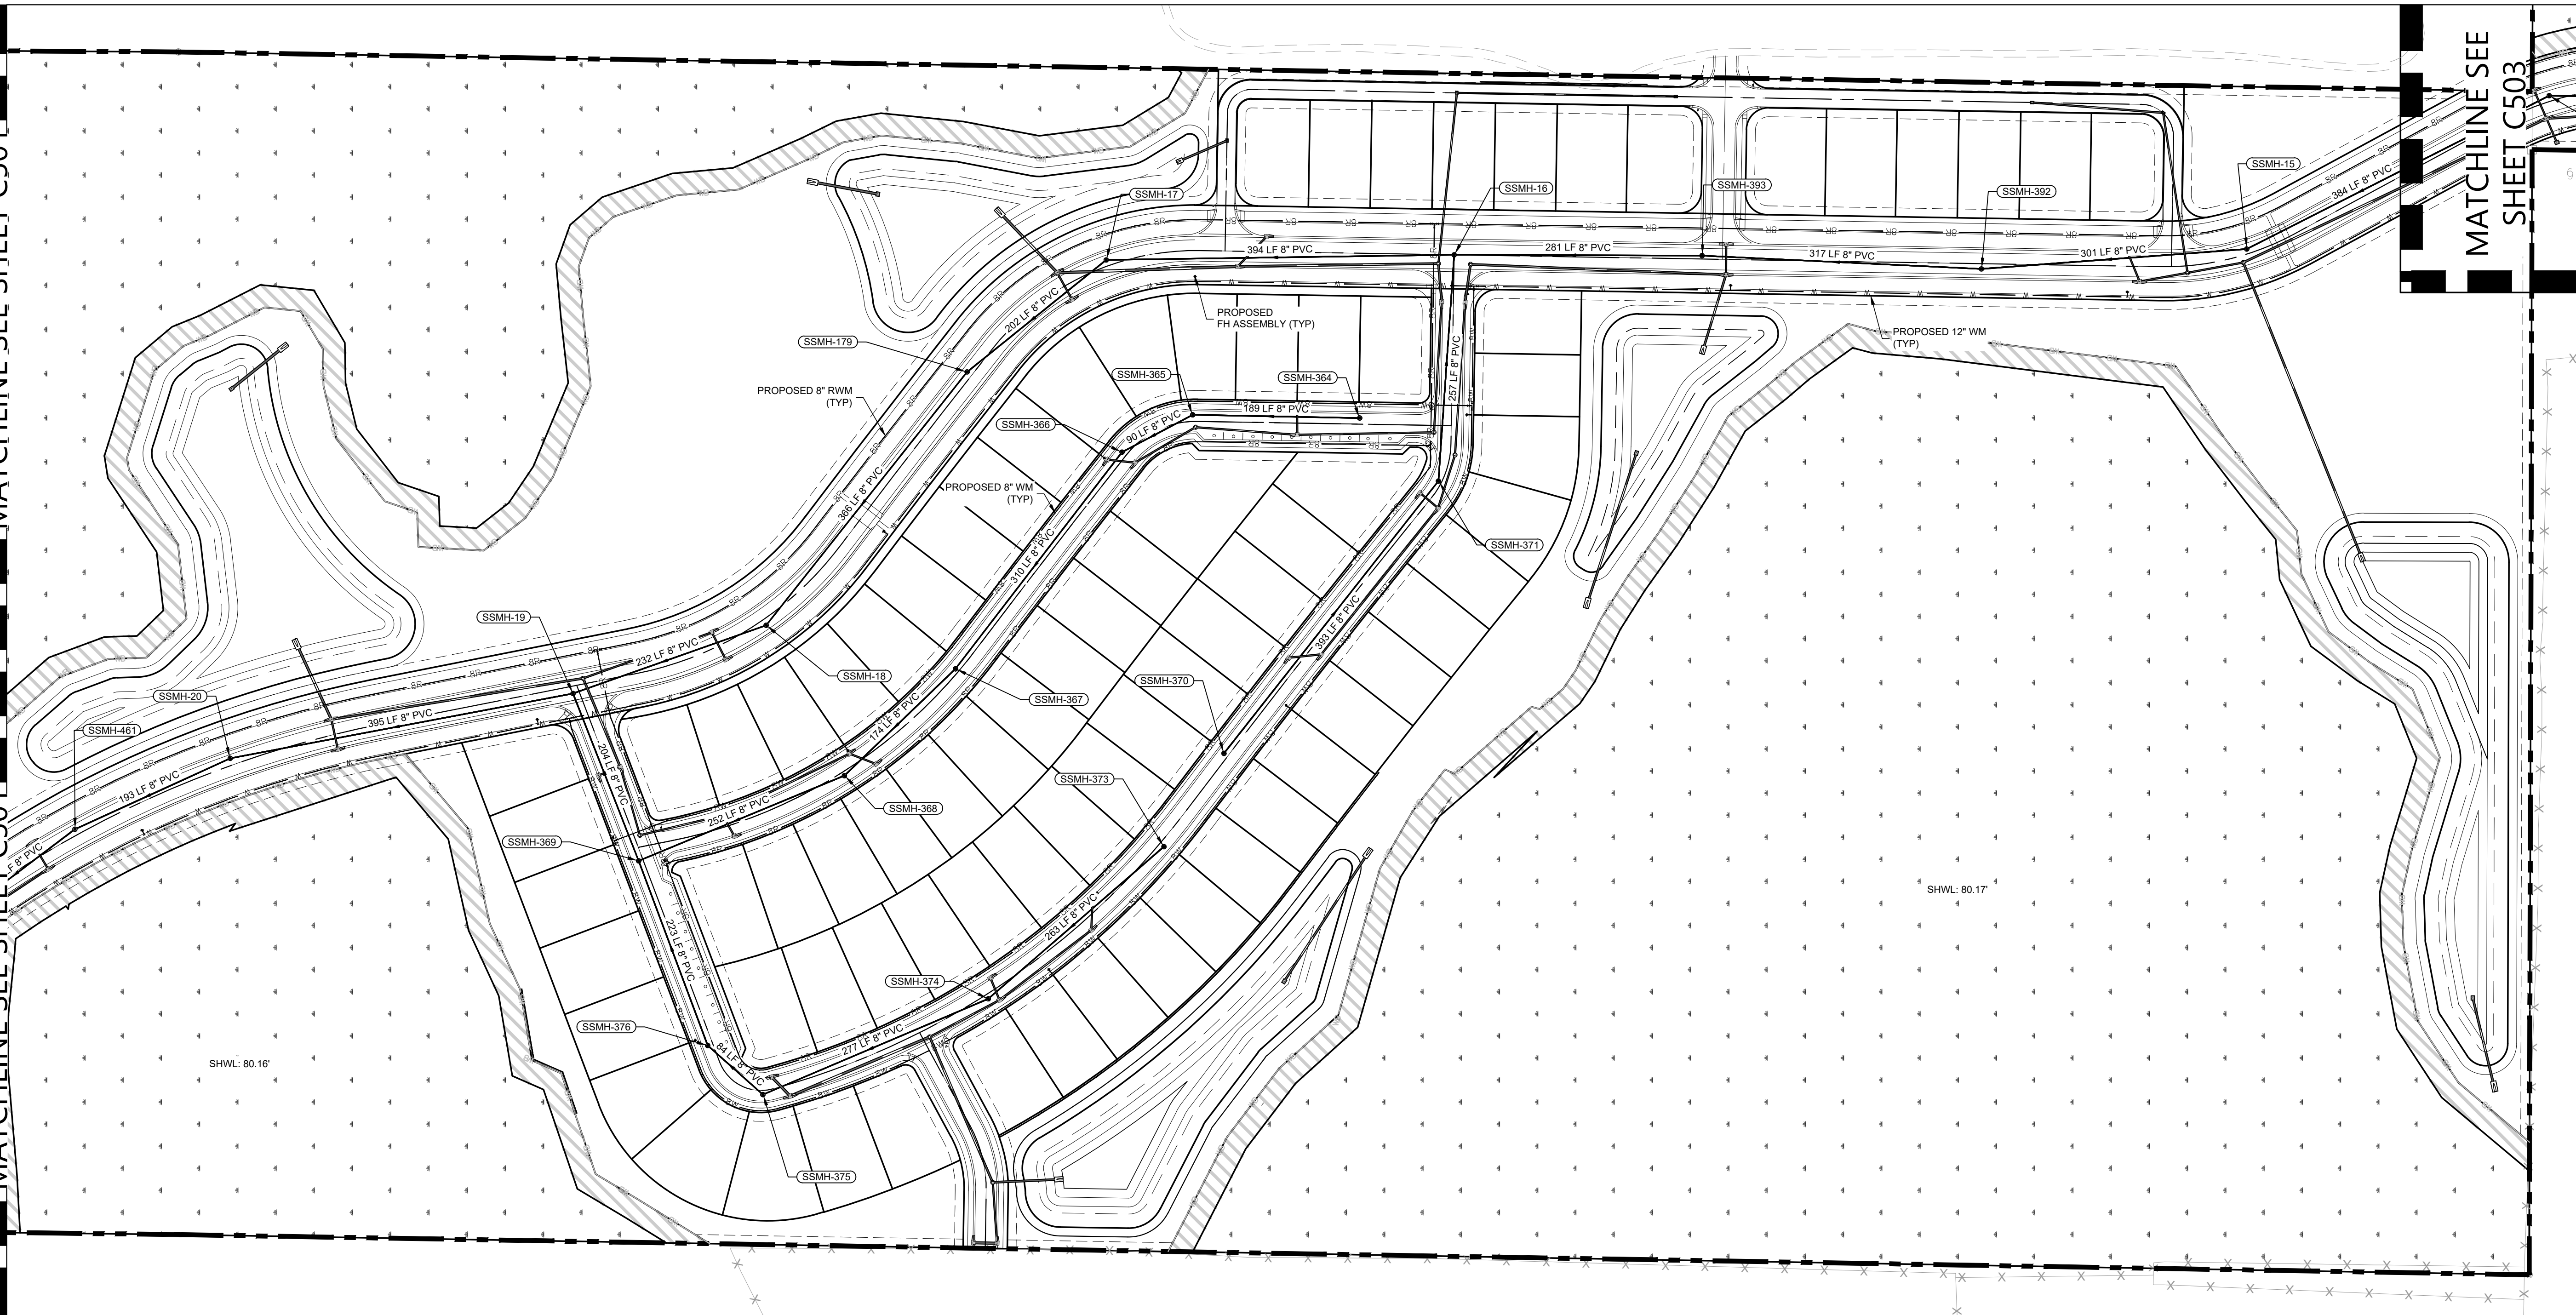 MATCHLINE SEE
SHEET C503
SSMH-15
384 LF 8" PVC
SSMH-17
SSMH-16
SSMH-393
SSMH-392
394 LF 8" PVC
281 LF 8" PVC
317 LF 8" PVC
301 LF 8" PVC
202 LF 8" PVC
PROPOSED
FH ASSEMBLY (TYP)
PROPOSED 12" WM
(TYP)
SSMH-179
257 LF 8" PVC
SSMH-365
SSMH-364
PROPOSED 8" RWM
(TYP)
189 LF 8" PVC
SSMH-366
90 LF 8" PVC
PROPOSED 8" WM
(TYP)
366 LF 8" PVC
SSMH-371
310 LF 8" PVC
SSMH-19
393 LF 8" PVC
232 LF 8" PVC
SSMH-18
SSMH-370
SSMH-20
SSMH-367
395 LF 8" PVC
SSMH-461
174 LF 8" PVC
204 LF 8" PVC
SSMH-373
193 LF 8" PVC
252 LF 8" PVC
SSMH-368
SSMH-369
F 8" PVC
SHWL: 80.17'
223 LF 8" PVC
263 LF 8" PVC
SSMH-374
SSMH-376
277 LF 8" PVC
84 LF 8" PVC
SHWL: 80.16'
SSMH-375
MATCHLINE SEE SHEET C501
MATCHLINE SEE SHEET C501